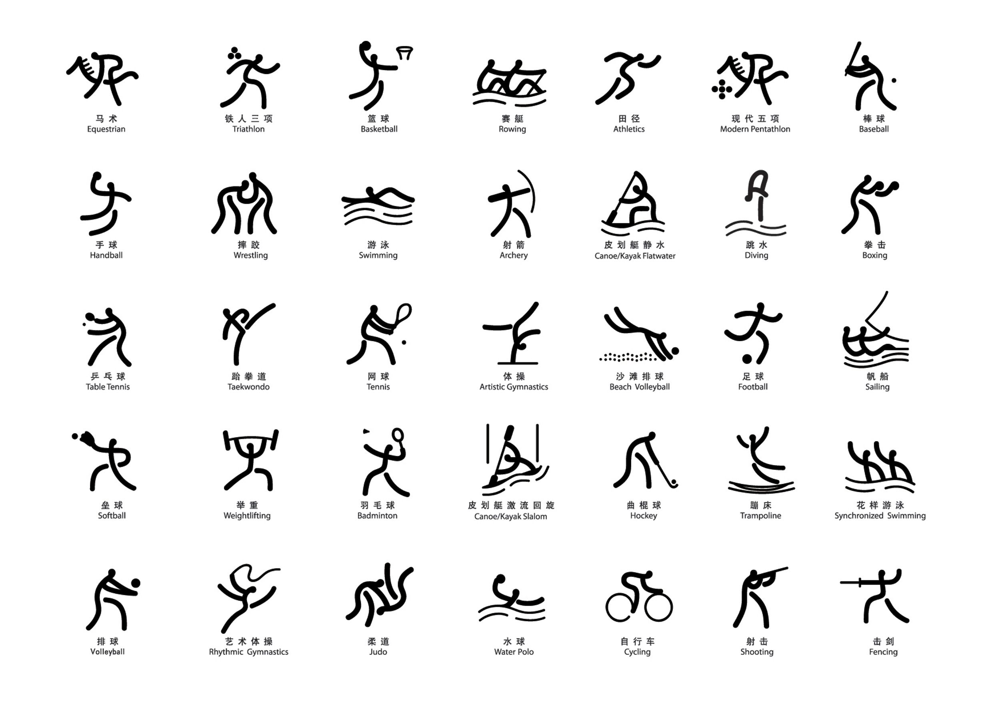 马术
Equestrian
铁人三项
Triathlon
篮球
Basketball
赛艇
Rowing
田径
Athletics
现代五项
Modern Pentathlon
棒球
Baseball
手球
Handball
摔跤
Wrestling
游泳
Swimming
射箭
Archery
皮划艇静水
Canoe/Kayak Flatwater
跳水
Diving
拳击
Boxing
乒乓球
Table Tennis
跆拳道
Taekwondo
网球
Tennis
体操
Artistic Gymnastics
沙滩排球
Beach Volleyball
足球
Football
帆船
Sailing
垒球
Softball
举重
Weightlifting
羽毛球
Badminton
皮划艇激流回旋
Canoe/Kayak Slalom
曲棍球
Hockey
蹦床
Trampoline
花样游泳
Synchronized Swimming
排球
Volleyball
艺术体操
Rhythmic Gymnastics
柔道
Judo
水球
Water Polo
自行车
Cycling
射击
Shooting
击剑
Fencing